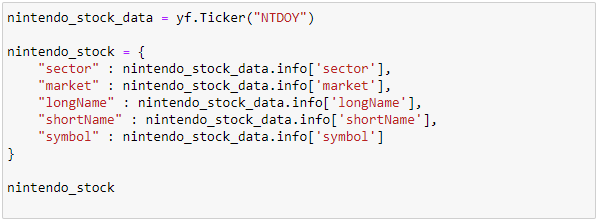 nintendo_stock_data = yf.Ticker("NTDOY")
nintendo_stock = {
    "sector" : nintendo_stock_data.info['sector'],
    "market" : nintendo_stock_data.info['market'],
    "longName" : nintendo_stock_data.info['longName'],
    "shortName" : nintendo_stock_data.info['shortName'],
    "symbol" : nintendo_stock_data.info['symbol']
}
nintendo_stock